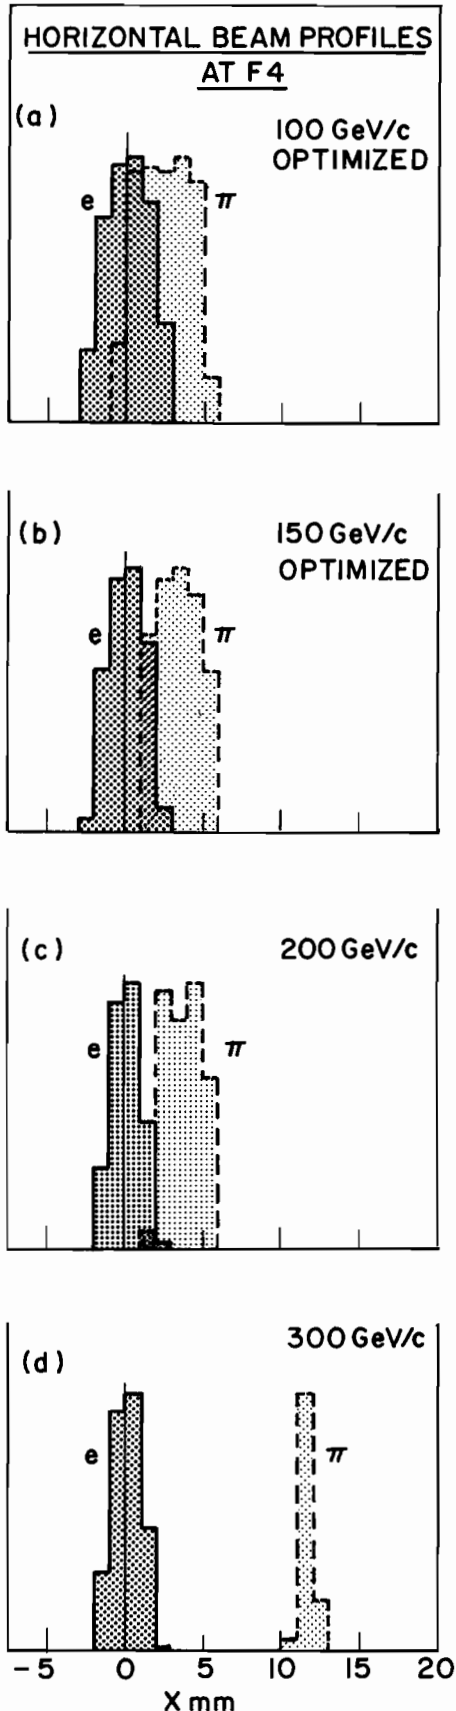 HORIZONTAL BEAM PROFILES
AT F4
(a)
100 GeV/c
OPTIMIZED
e
π
(b)
150 GeV/c
OPTIMIZED
e
π
(c)
200 GeV/c
e
π
(d)
300 GeV/c
e
π
-5 0 5 10 15 20
X mm